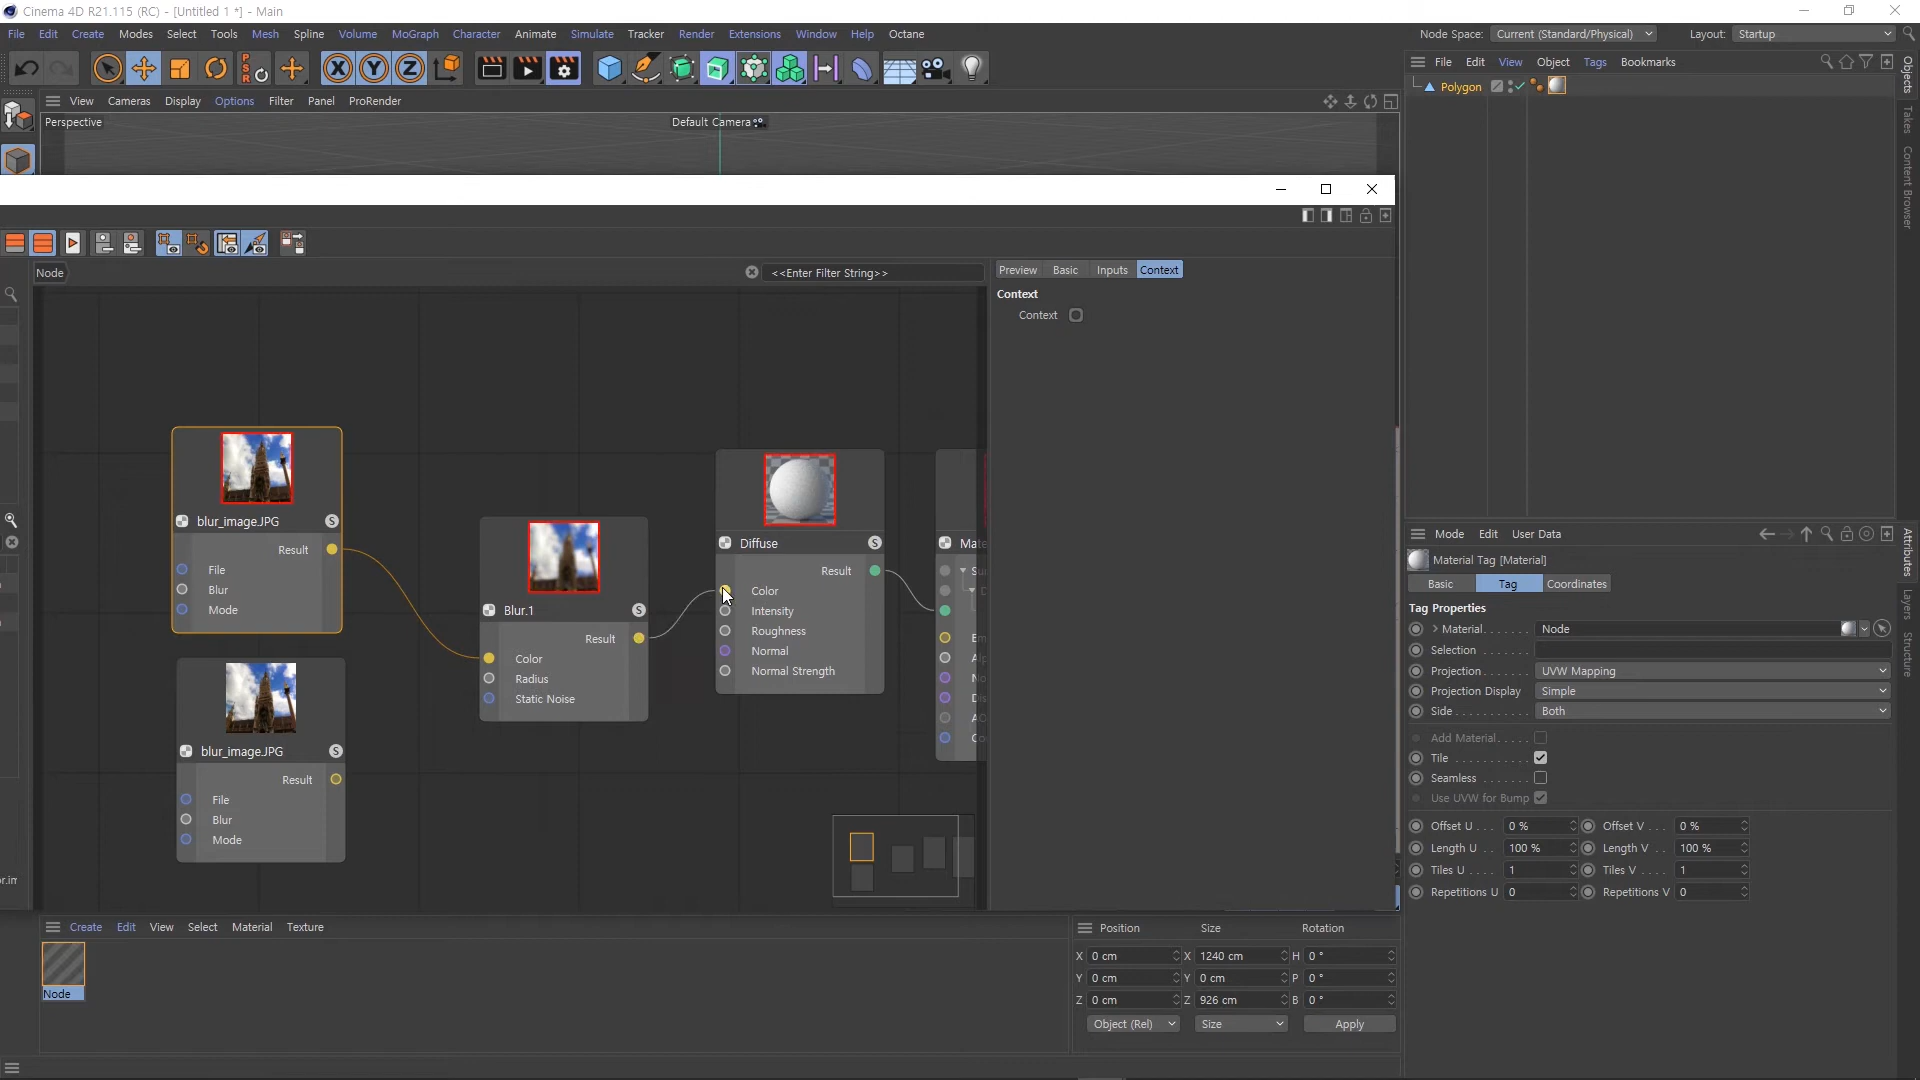 Cinema 4D R21.115 (RC) - [Untitled 1 *] - Main
File Edit Create Modes Select Tools Mesh Spline Volume MoGraph Character Animate Simulate Tracker Render Extensions Window Help Octane
Node Space: Current (Standard/Physical) Layout: Startup
View Cameras Display Options Filter Panel ProRender
Perspective
Default Camera
Node
<<Enter Filter String>>
blur_image.JPG
Result
File
Blur
Mode
blur_image.JPG
Result
File
Blur
Mode
Blur.1
Result
Color
Radius
Static Noise
Diffuse
Result
Color
Intensity
Roughness
Normal
Normal Strength
Mate
Preview Basic Inputs Context
Context
Context
File Edit View Object Tags Bookmarks
Polygon
Objects
Takes
Content Browser
Attributes
Layers
Structure
Mode Edit User Data
Material Tag [Material]
Basic Tag Coordinates
Tag Properties
Material . . . . . . . Node
Selection . . . . . . .
Projection . . . . . . UVW Mapping
Projection Display Simple
Side . . . . . . . . . . Both
Add Material . . . . .
Tile . . . . . . . . . . .
Seamless . . . . . . . .
Use UVW for Bump
Offset U . . . 0 % Offset V . . . 0 %
Length U . . 100 % Length V . . 100 %
Tiles U . . . . 1 Tiles V . . . . 1
Repetitions U 0 Repetitions V 0
Create Edit View Select Material Texture
Node
Position Size Rotation
X 0 cm X 1240 cm H 0 °
Y 0 cm Y 0 cm P 0 °
Z 0 cm Z 926 cm B 0 °
Object (Rel) Size Apply